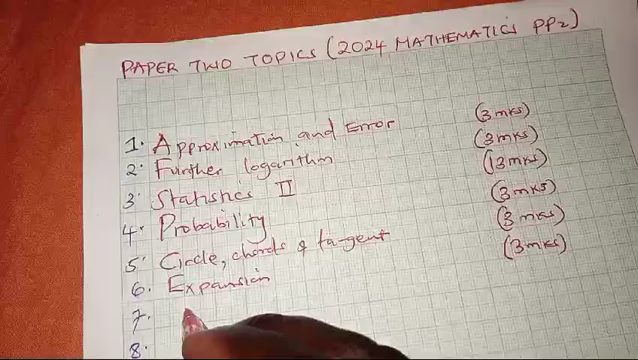 PAPER TWO TOPICS (2024 MATHEMATICS PP2)
1. Approximation and Error (3mks)
2. Further logarithm (3mks)
3. Statistics II (13mks)
4. Probability (3mks)
5. Circle, chords & tangent (3mks)
6. Expansion (3mks)
7.
8.